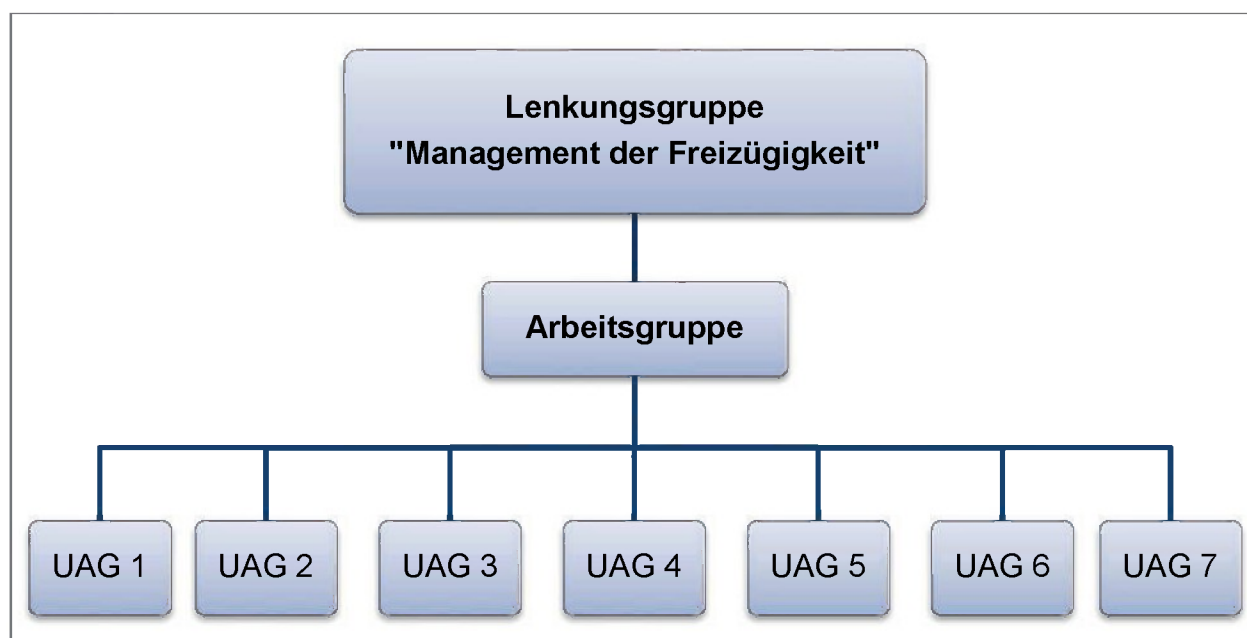 Lenkungsgruppe
"Management der Freizügigkeit"
Arbeitsgruppe
UAG 1
UAG 2
UAG 3
UAG 4
UAG 5
UAG 6
UAG 7